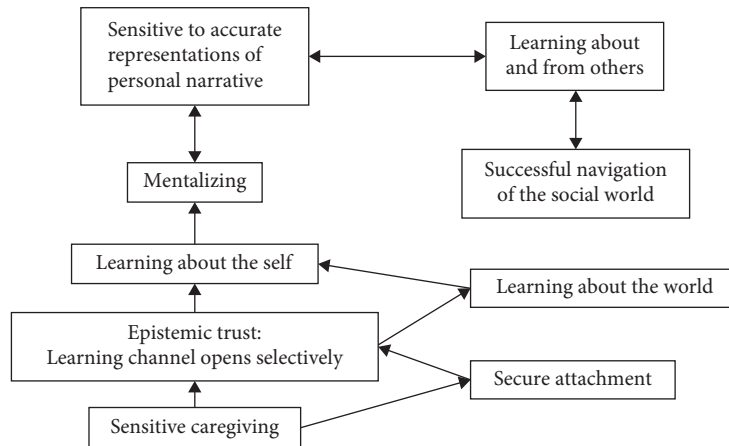 Sensitive to accurate
representations of
personal narrative
Learning about
and from others
Mentalizing
Successful navigation
of the social world
Learning about the self
Learning about the world
Epistemic trust:
Learning channel opens selectively
Secure attachment
Sensitive caregiving